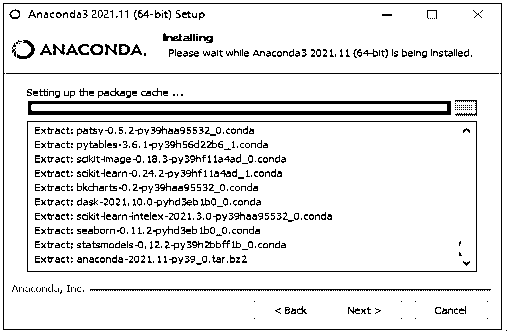 Anaconda3 2021.11 (64-bit) Setup
ANACONDA.
Installing
Please wait while Anaconda3 2021.11 (64-bit) is being installed.
Setting up the package cache ...
Extract: patsy-0.5.2-py39haa95532_0.conda
Extract: pytables-3.6.1-py39h56d22b6_1.conda
Extract: scikit-image-0.18.3-py39hf11a4ad_0.conda
Extract: scikit-learn-0.24.2-py39hf11a4ad_1.conda
Extract: bkcharts-0.2-py39haa95532_0.conda
Extract: dask-2021.10.0-pyhd3eb1b0_0.conda
Extract: scikit-learn-intelex-2021.3.0-py39haa95532_0.conda
Extract: seaborn-0.11.2-pyhd3eb1b0_0.conda
Extract: statsmodels-0.12.2-py39h2bbff1b_0.conda
Extract: anaconda-2021.11-py39_0.tar.bz2
Anaconda, Inc.
< Back Next > Cancel